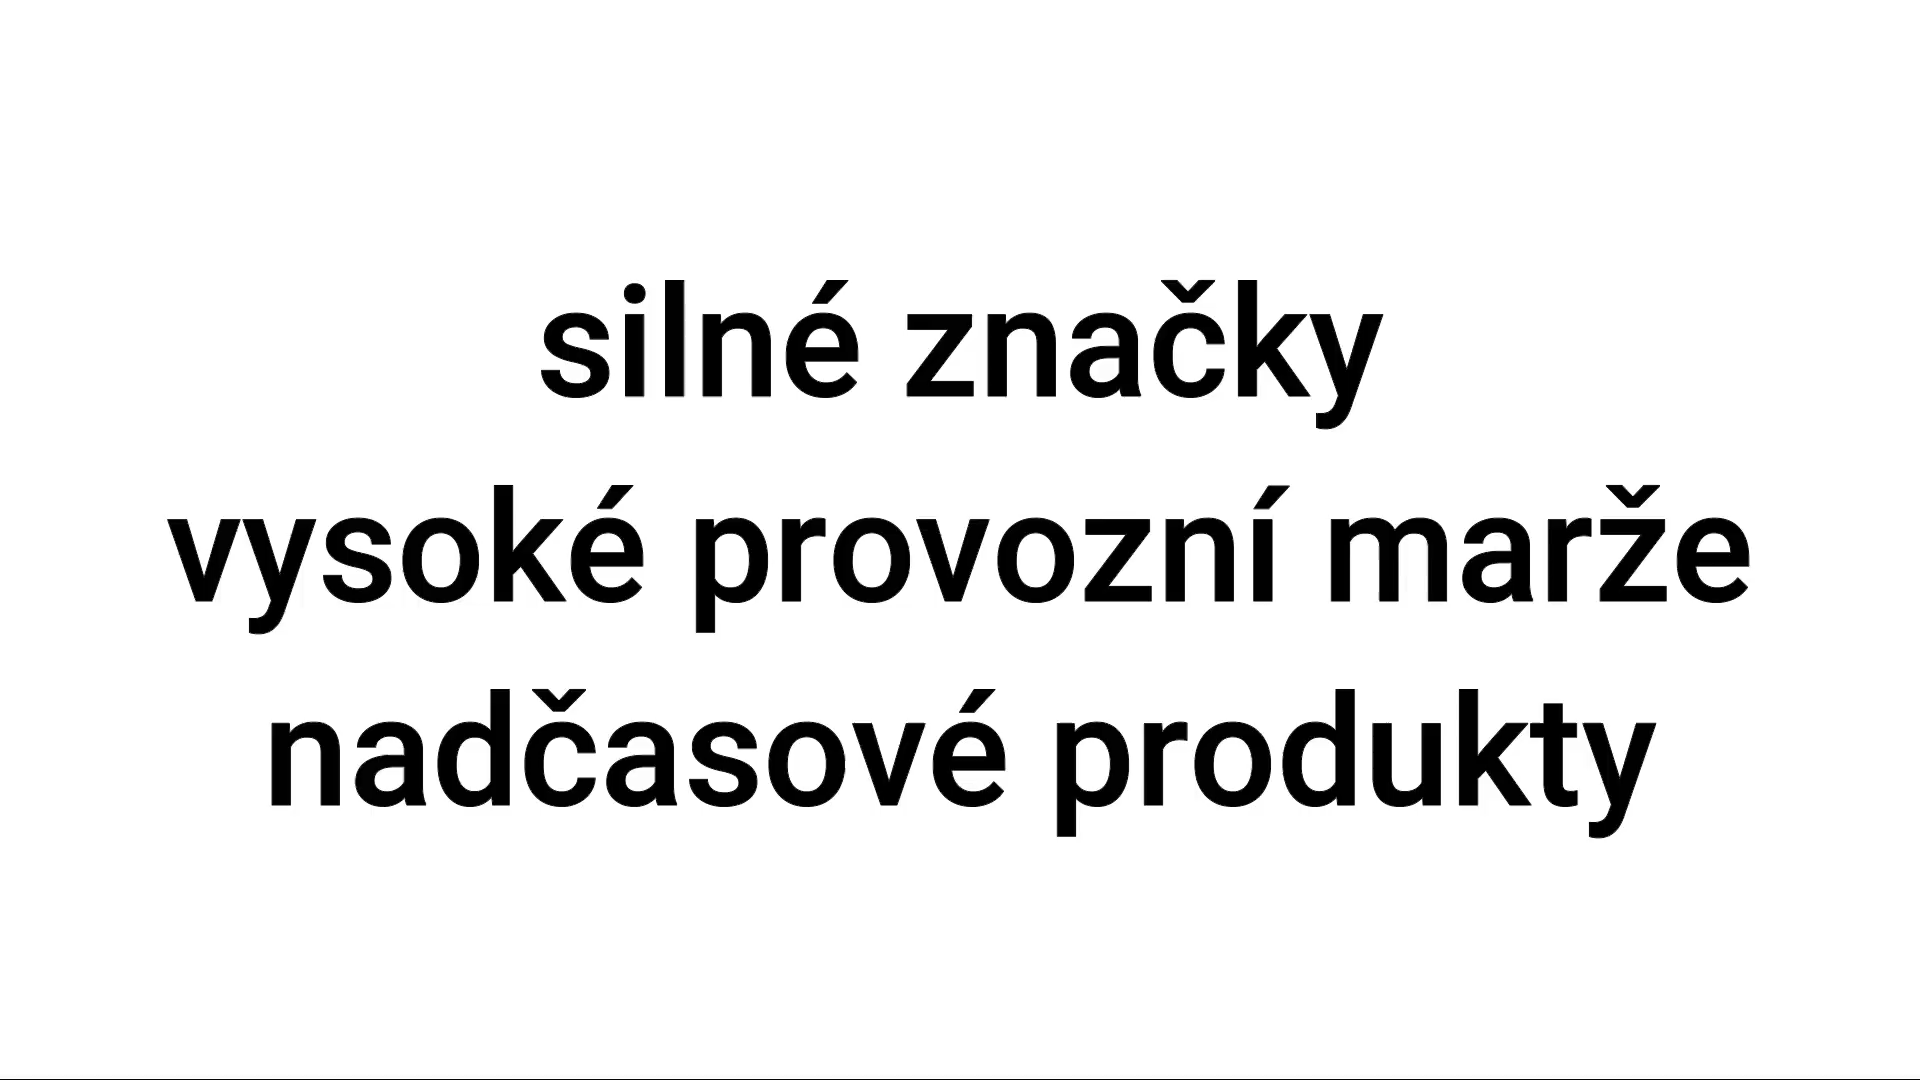 silné značky
vysoké provozní marže
nadčasové produkty